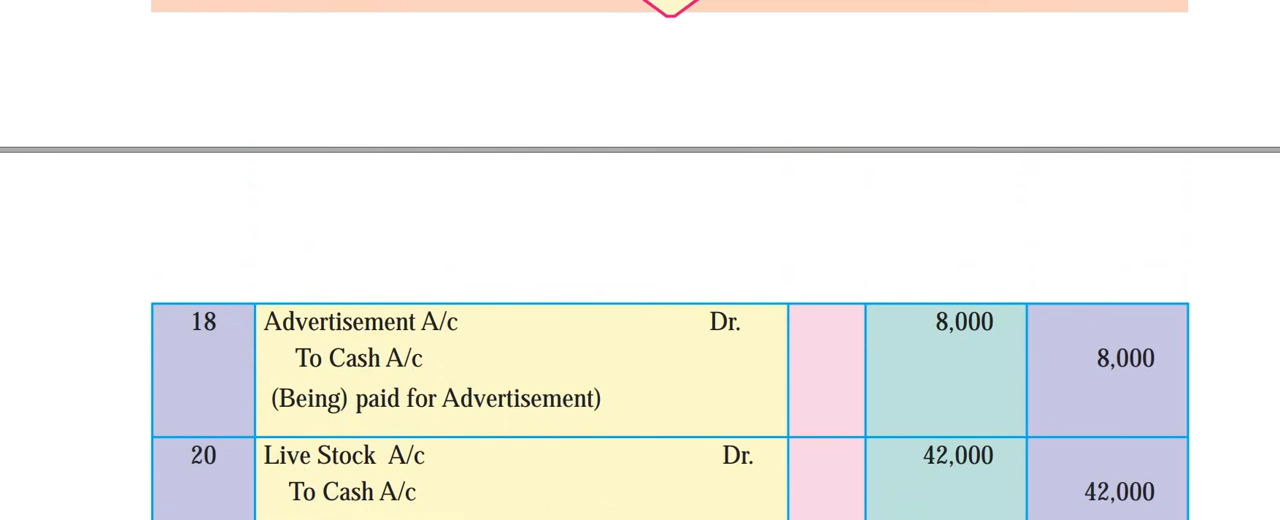 18 Advertisement A/c Dr. 8,000
To Cash A/c 8,000
(Being) paid for Advertisement)
20 Live Stock A/c Dr. 42,000
To Cash A/c 42,000